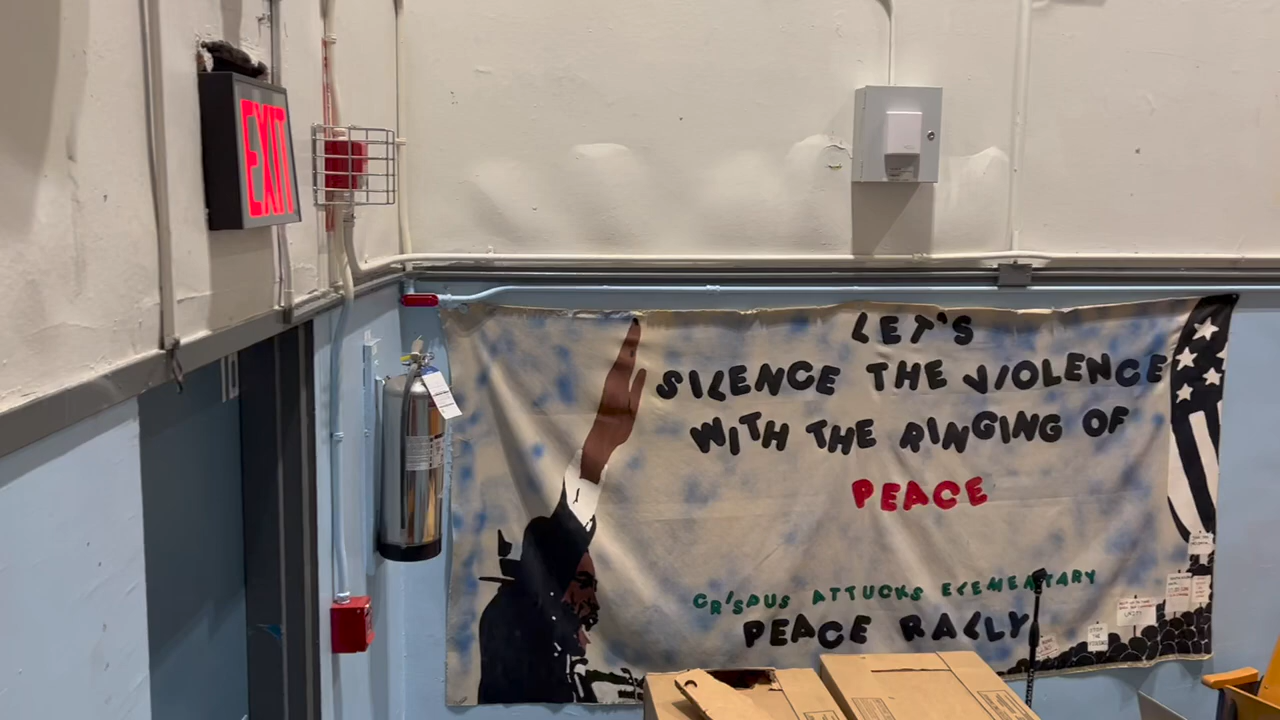 EXIT
LET'S
SILENCE THE VIOLENCE
WITH THE RINGING OF
PEACE
CRISPUS ATTUCKS ELEMENTARY
PEACE RALLY